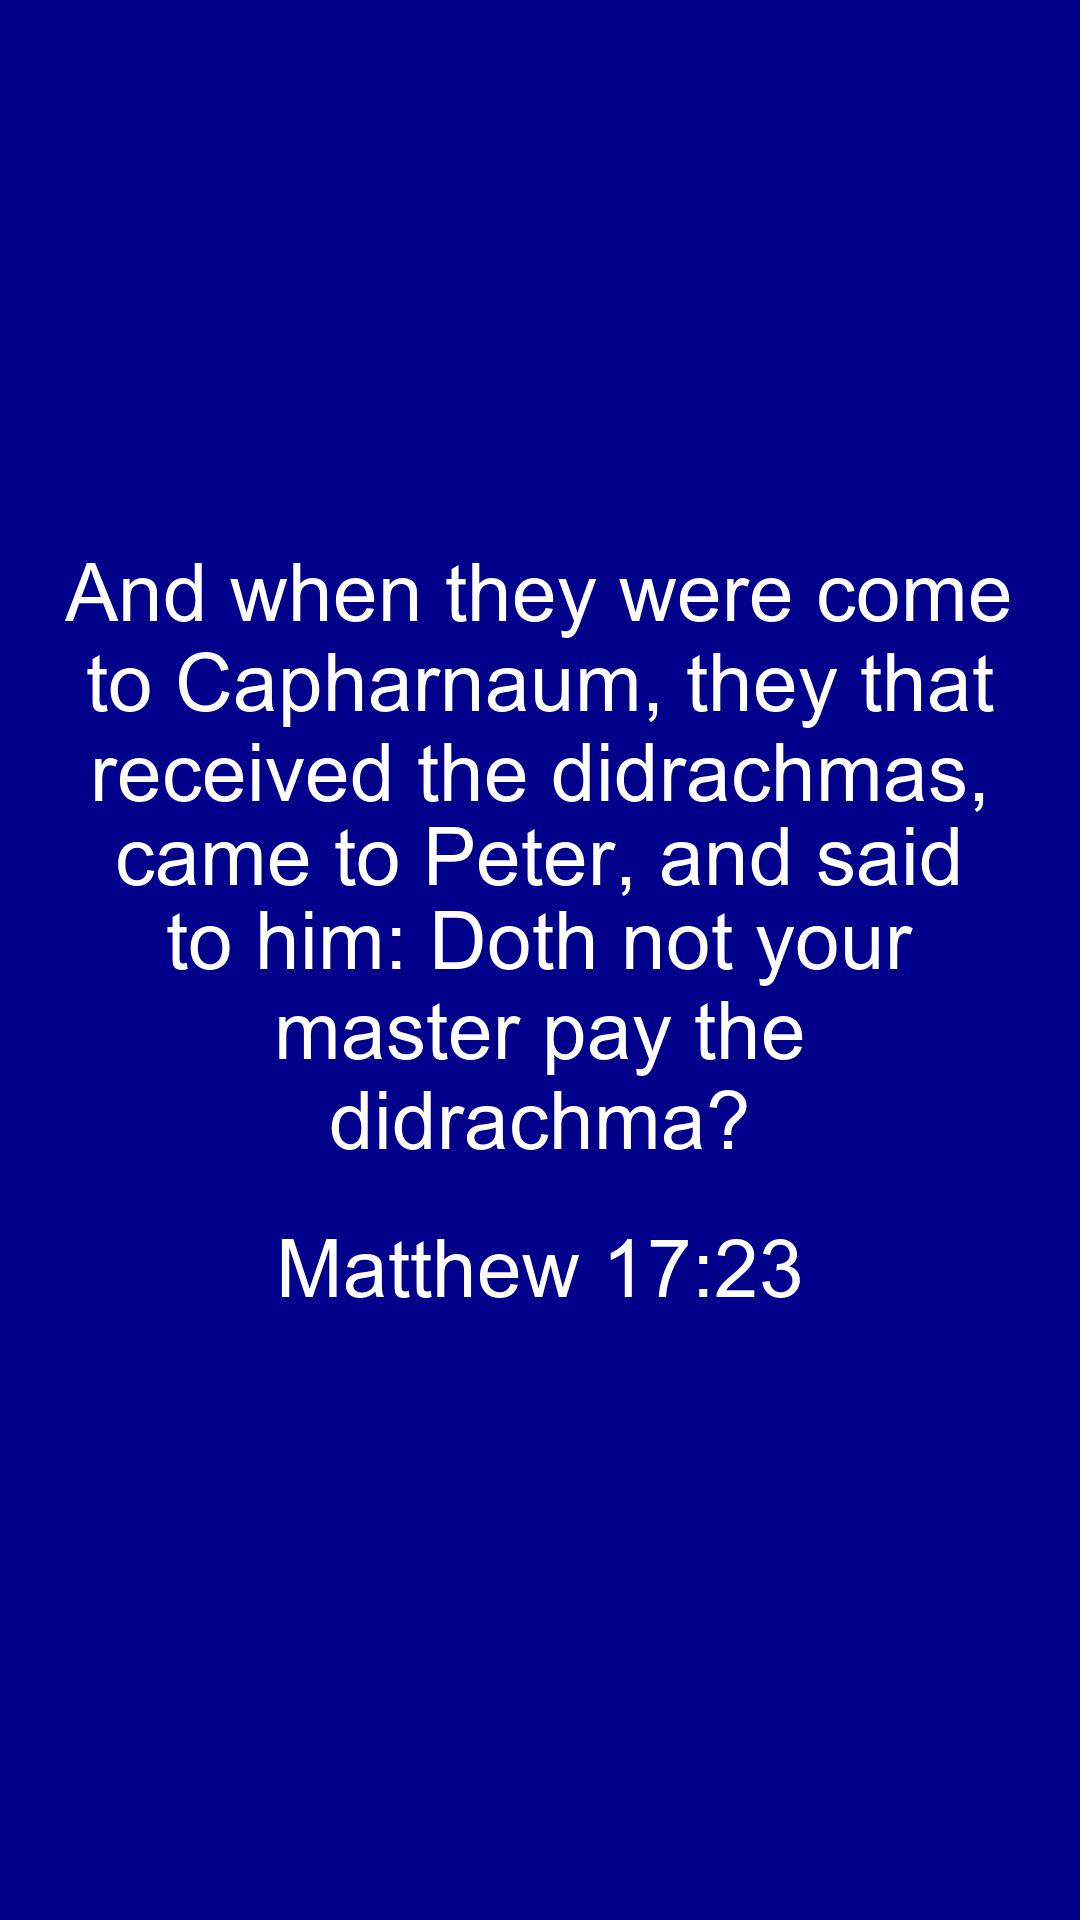 And when they were come
to Capharnaum, they that
received the didrachmas,
came to Peter, and said
to him: Doth not your
master pay the
didrachma?
Matthew 17:23